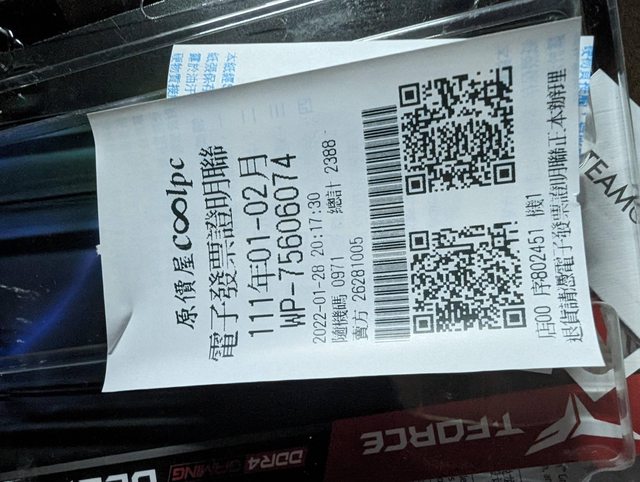 原價屋coolpc
電子發票證明聯
111年01-02月
WP-75606074
2022-01-28 20:17:30
隨機碼 0971 總計 2388
賣方 26281005
店00 序802451 機1
退貨請憑電子發票證明聯正本辦理
TEAMG
T-FORCE
DDR4 GAMING